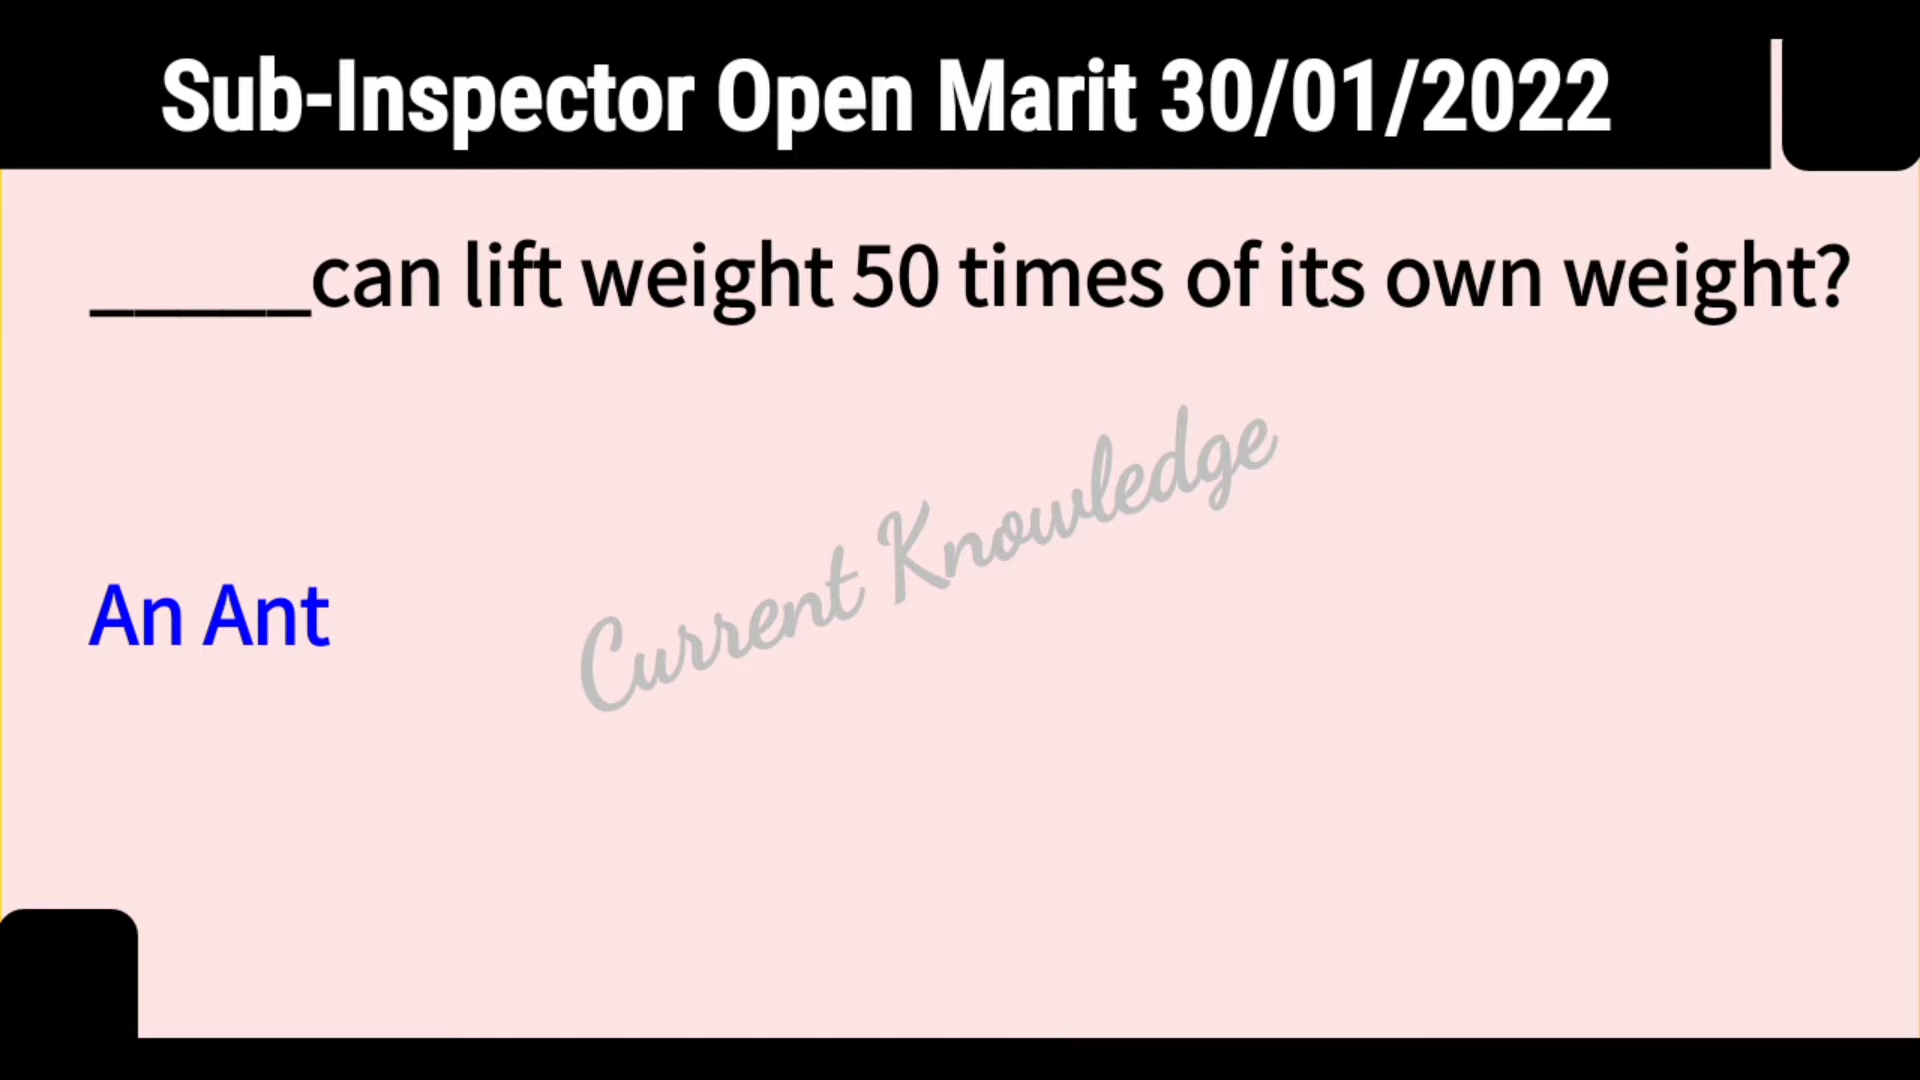 Sub-Inspector Open Marit 30/01/2022
_____can lift weight 50 times of its own weight?
Current Knowledge
An Ant